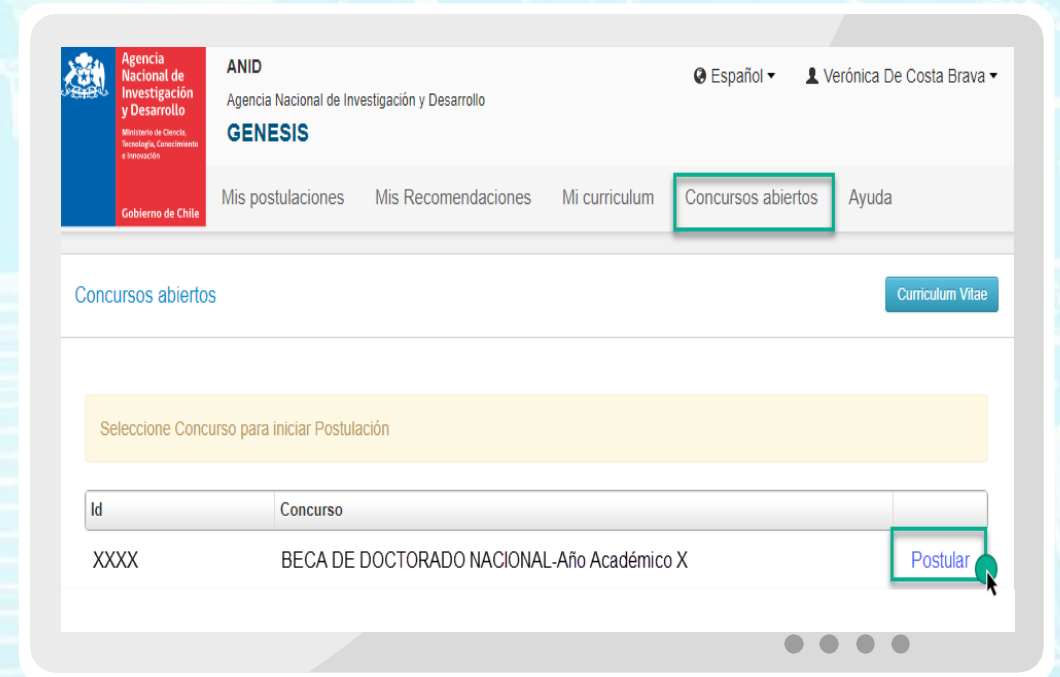 Agencia
Nacional de
Investigación
y Desarrollo
Ministerio de Ciencia,
Tecnología, Conocimiento
e Innovación
Gobierno de Chile
ANID
Agencia Nacional de Investigación y Desarrollo
GENESIS
Español
Verónica De Costa Brava
Mis postulaciones Mis Recomendaciones Mi curriculum Concursos abiertos Ayuda
Concursos abiertos
Curriculum Vitae
Seleccione Concurso para iniciar Postulación
Id Concurso
XXXX BECA DE DOCTORADO NACIONAL-Año Académico X Postular